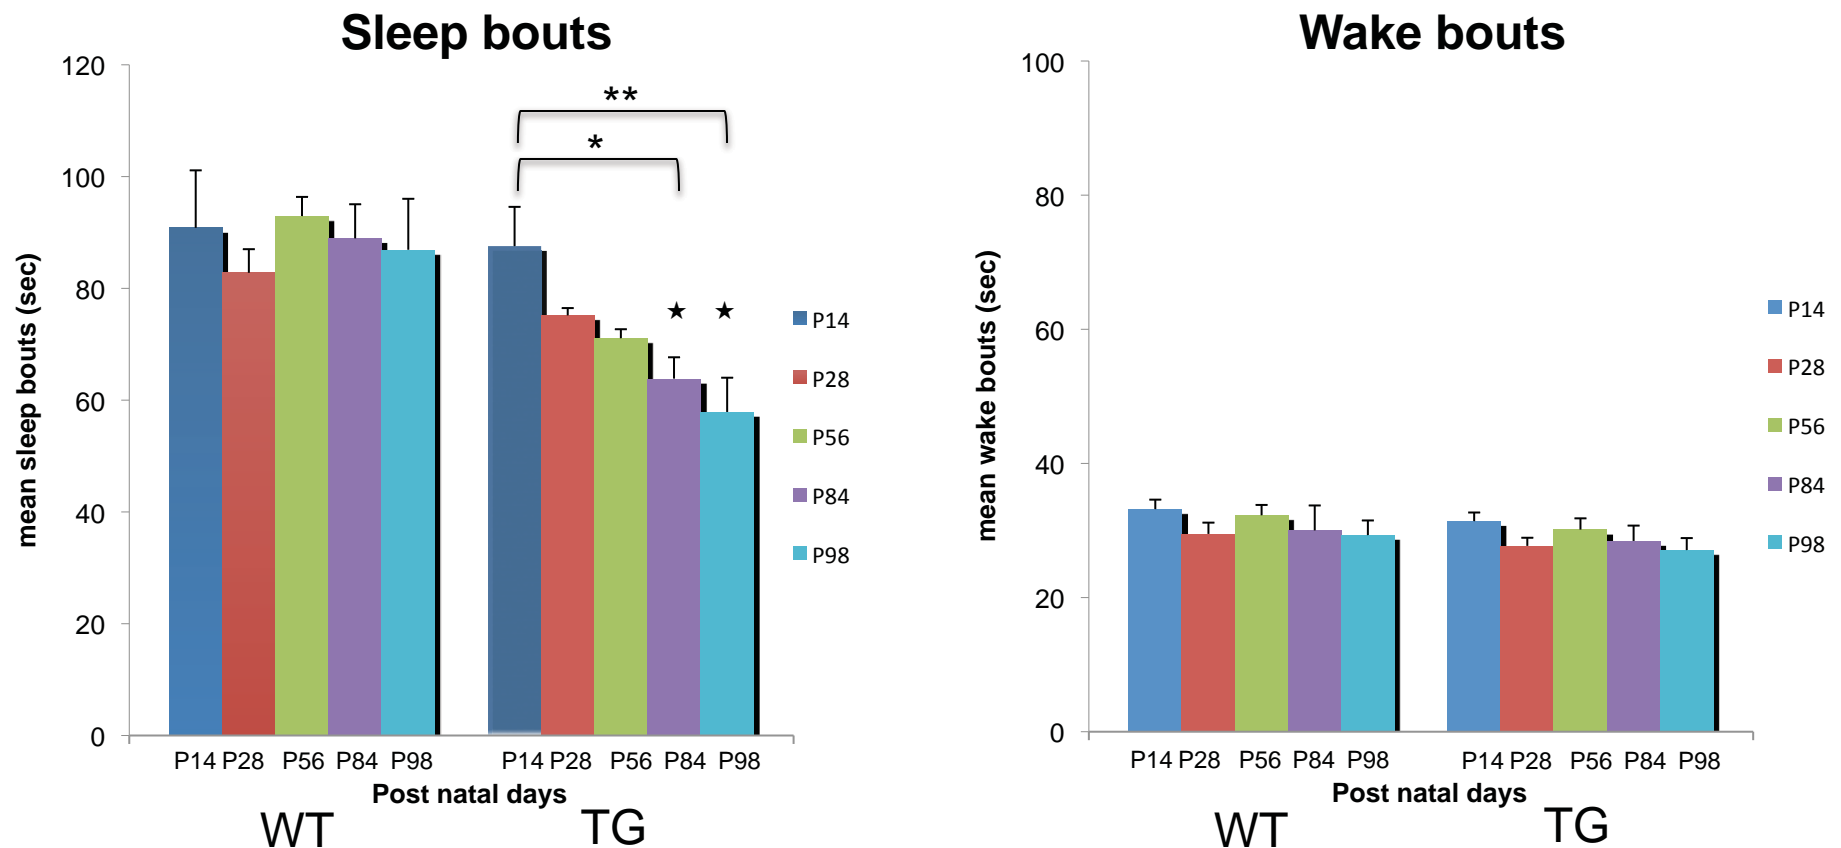 Sleep bouts
120
100
80
60
40
20
0
mean sleep bouts (sec)
**
*
★ ★
P14
P28
P56
P84
P98
P14 P28 P56 P84 P98 P14 P28 P56 P84 P98
Post natal days
WT TG
Wake bouts
100
80
60
40
20
0
mean wake bouts (sec)
P14
P28
P56
P84
P98
P14 P28 P56 P84 P98 P14 P28 P56 P84 P98
Post natal days
WT TG